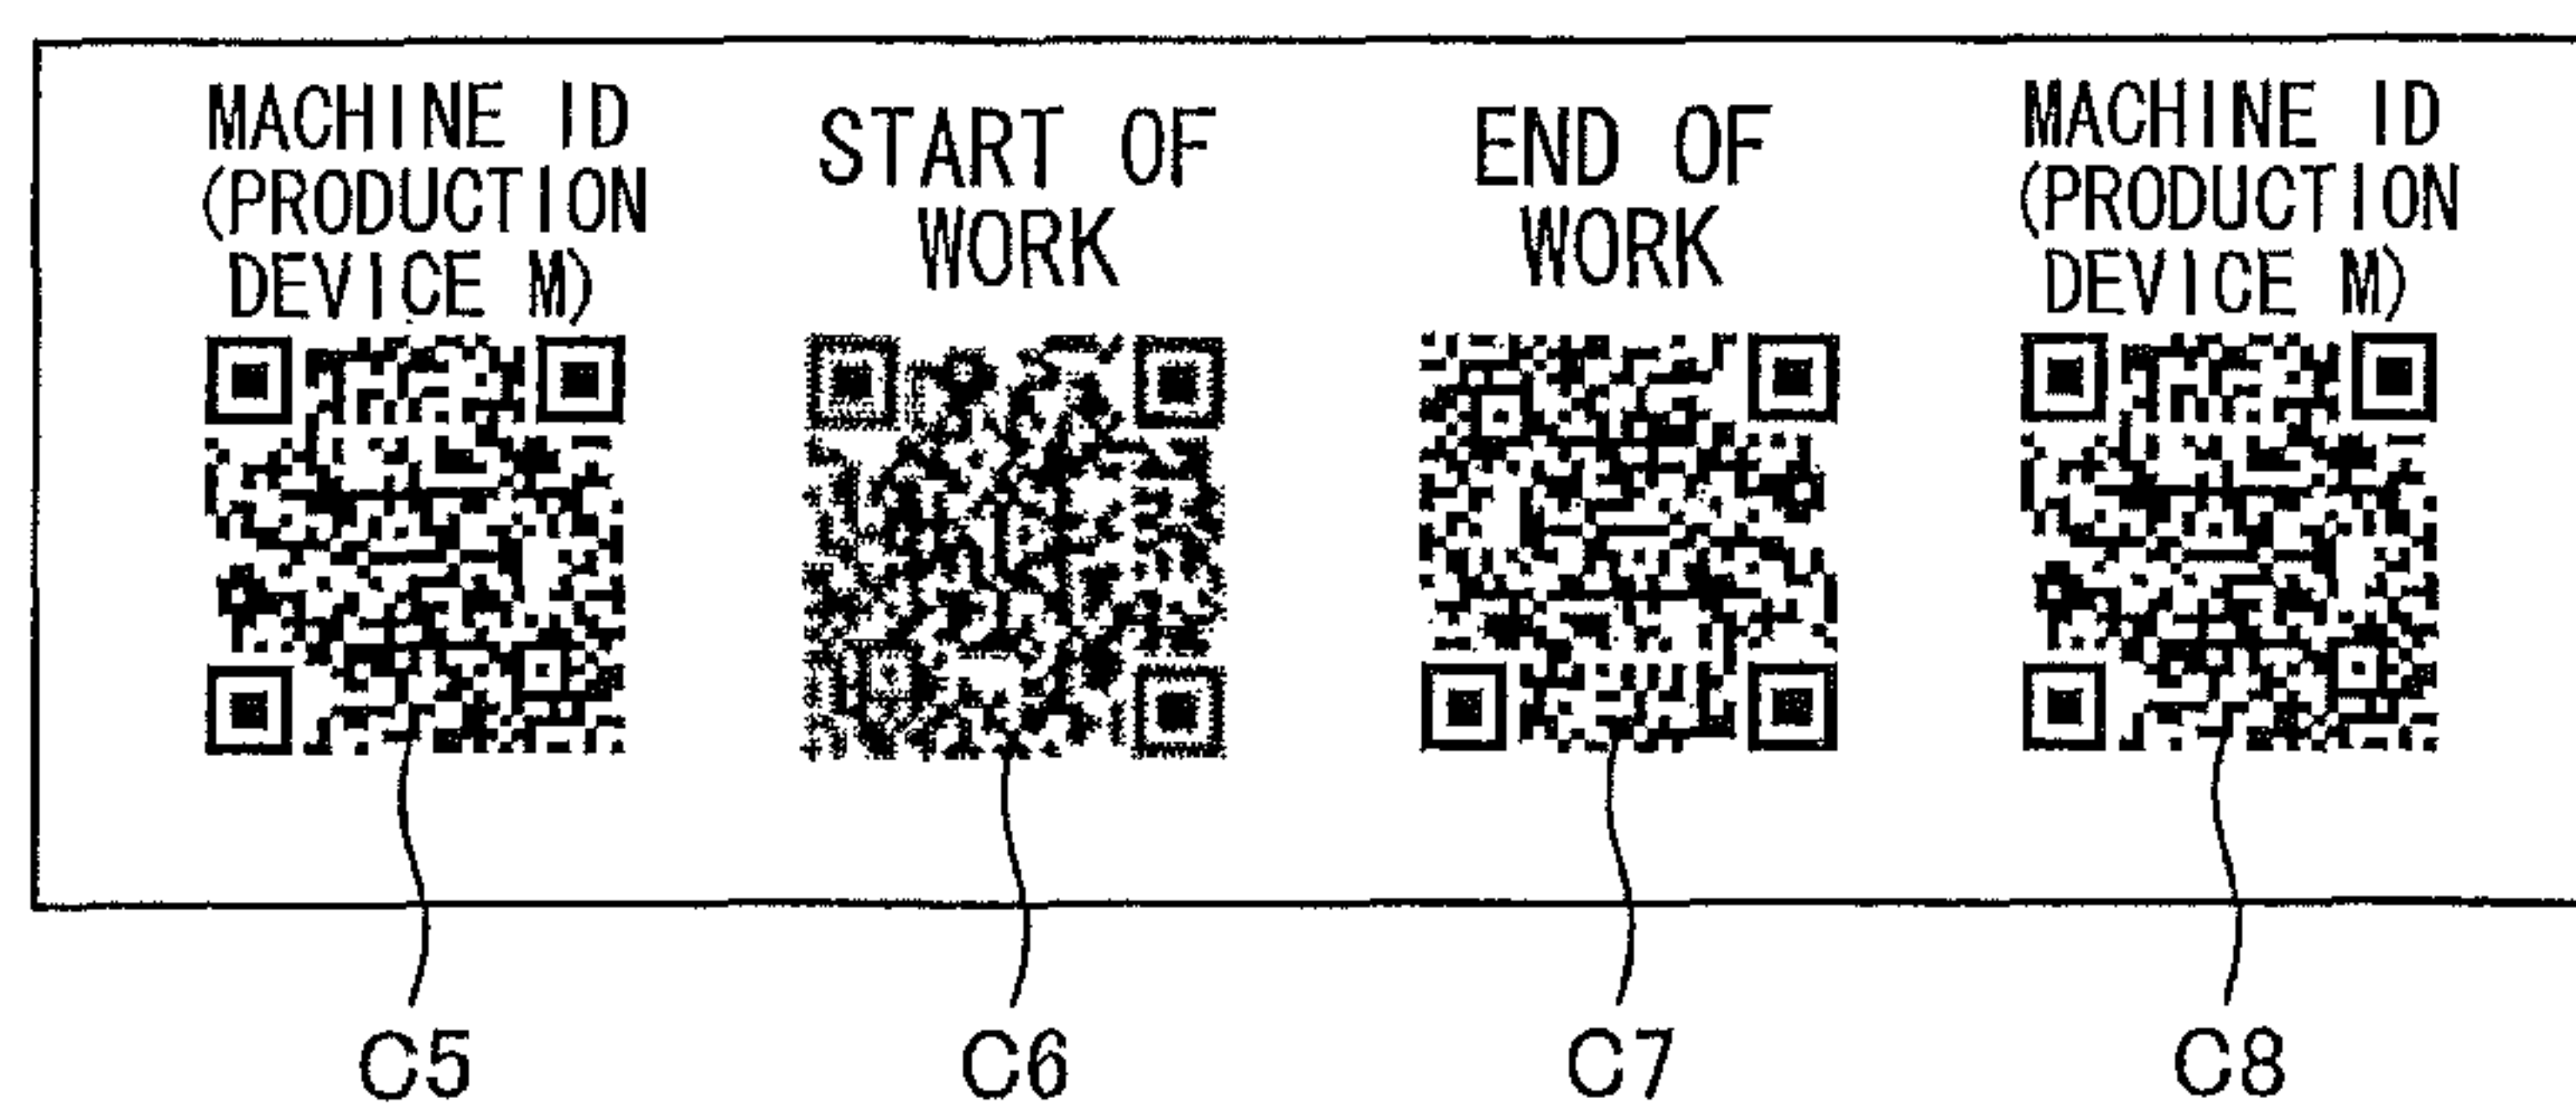 MACHINE ID
(PRODUCTION
DEVICE M)
START OF
WORK
END OF
WORK
MACHINE ID
(PRODUCTION
DEVICE M)
C5
C6
C7
C8